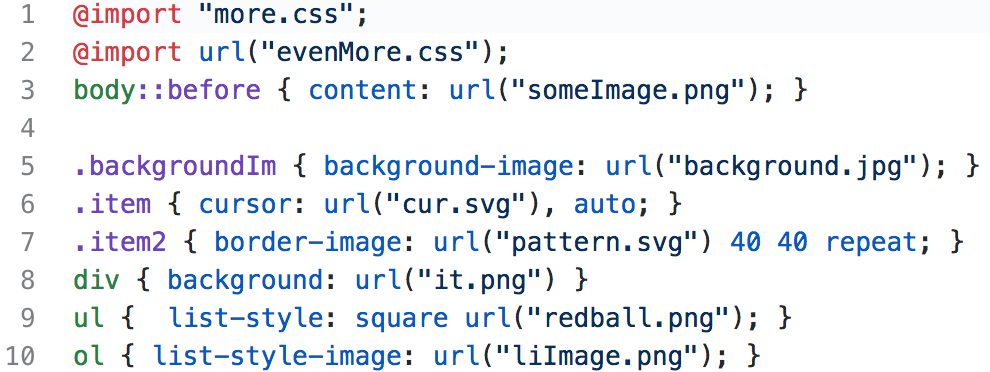 1 @import "more.css";
2 @import url("evenMore.css");
3 body::before { content: url("someImage.png"); }
4
5 .backgroundIm { background-image: url("background.jpg"); }
6 .item { cursor: url("cur.svg"), auto; }
7 .item2 { border-image: url("pattern.svg") 40 40 repeat; }
8 div { background: url("it.png") }
9 ul {  list-style: square url("redball.png"); }
10 ol { list-style-image: url("liImage.png"); }